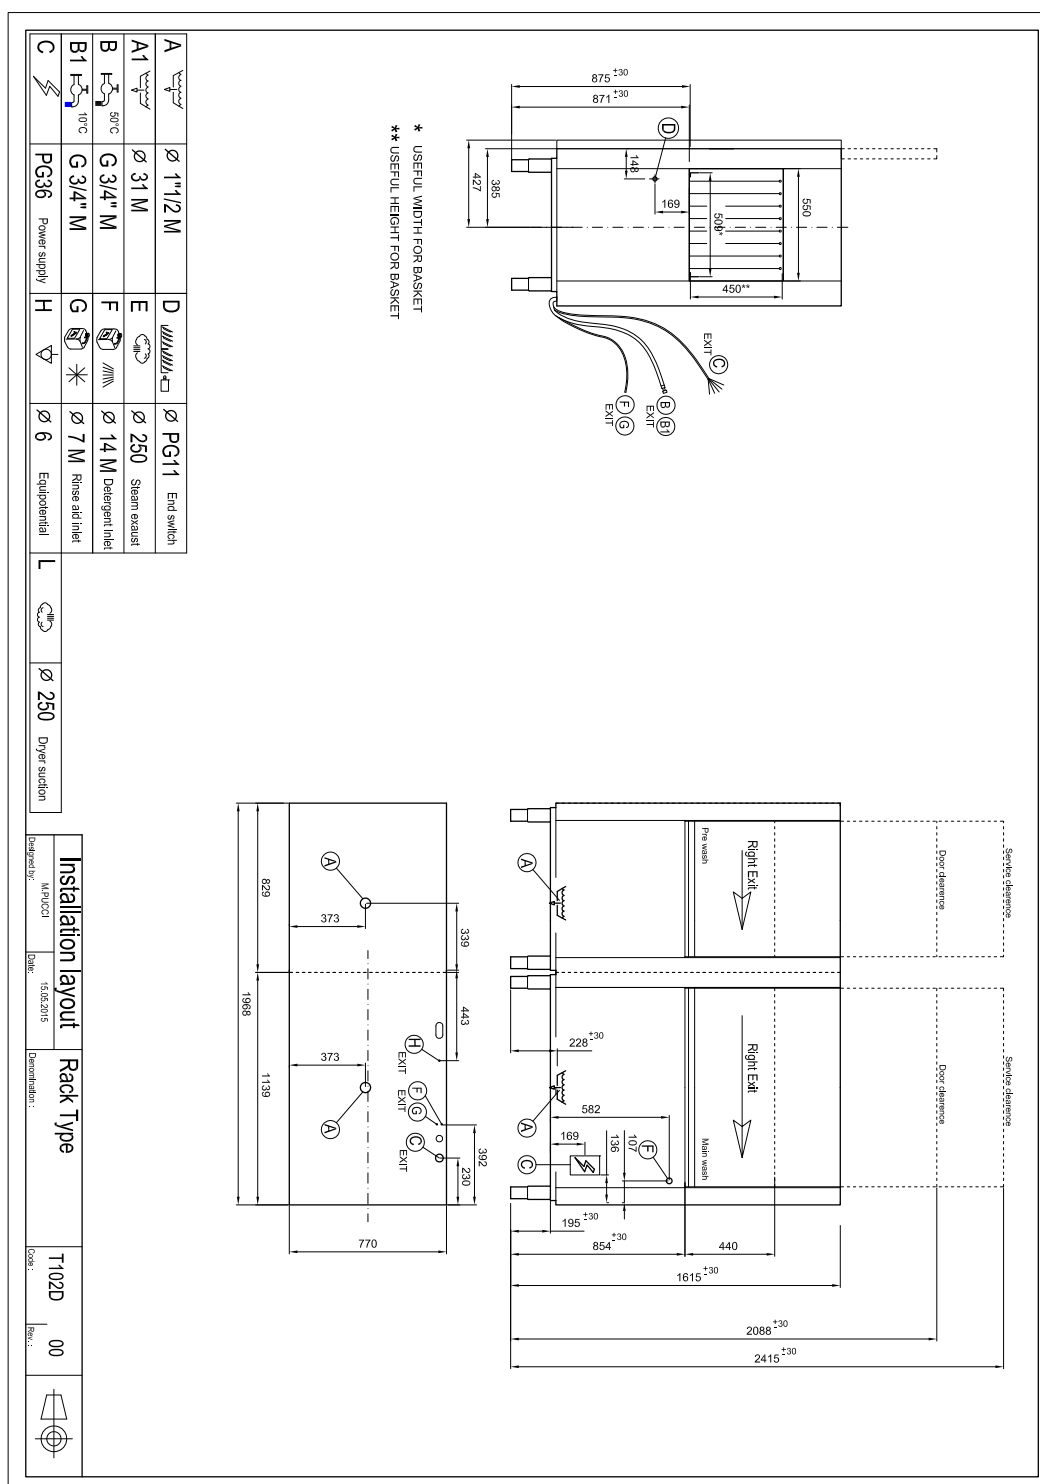 875 ±30
871 ±30
D
148
385
427
169
509*
550
450**
EXIT C
B B1
EXIT
F G
EXIT
* USEFUL WIDTH FOR BASKET
** USEFUL HEIGHT FOR BASKET
Service clearence
Door clearence
Right Exit
Pre wash
A
Service clearence
Door clearence
Right Exit
Main wash
A
228 ±30
582
169
136
107
F
C
195 ±30
854 ±30
440
1615 ±30
2088 ±30
2415 ±30
A
373
829
339
1968
443
373
1139
A
H
EXIT
F
G
EXIT
C
EXIT
392
230
770
A Ø 1"1/2 M D Ø PG11 End switch
A1 Ø 31 M E Ø 250 Steam exaust
B 50°C G 3/4" M F Ø 14 M Detergent inlet
B1 10°C G 3/4" M G Ø 7 M Rinse aid inlet
C PG36 Power supply H Ø 6 Equipotential L Ø 250 Dryer suction
Installation layout
Designed by: M.PUCCI
Date: 15.05.2015
Rack Type
Denomination :
T102D
Code :
00
Rev. :